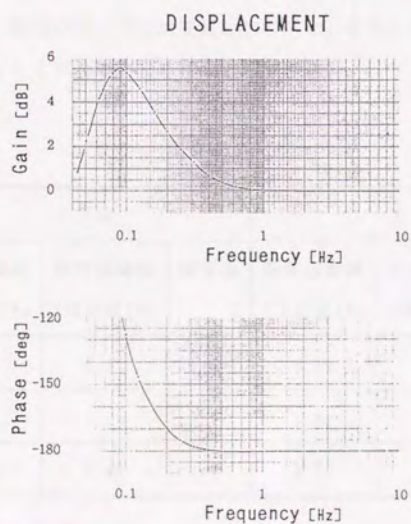 DISPLACEMENT
Gain [dB]
6
4
2
0
0.1 1 10
Frequency [Hz]
Phase [deg]
-120
-150
-180
0.1 1 10
Frequency [Hz]